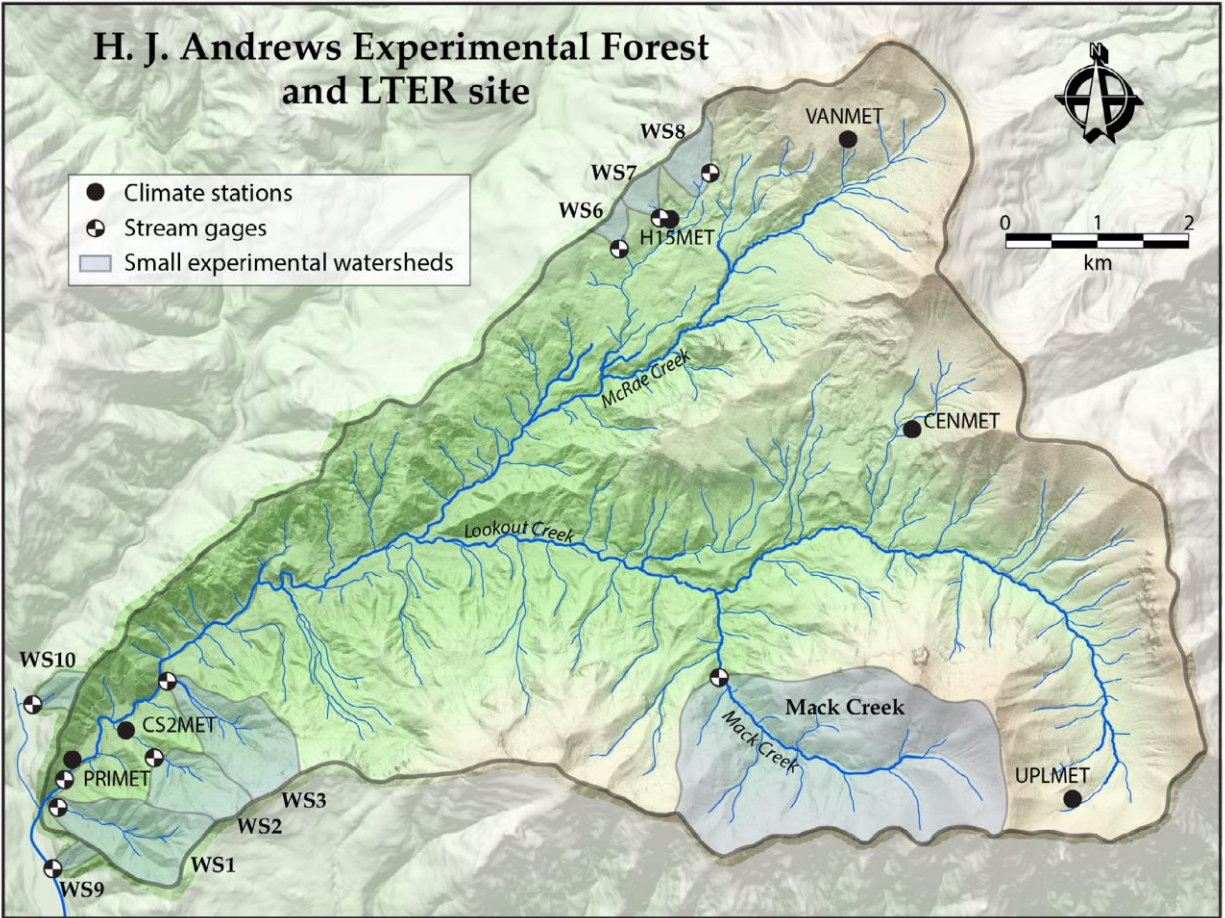 H. J. Andrews Experimental Forest
and LTER site
N
Climate stations
Stream gages
Small experimental watersheds
0 1 2
km
WS8
VANMET
WS7
WS6
H15MET
McRae Creek
CENMET
Lookout Creek
WS10
CS2MET
Mack Creek
Mack Creek
PRIMET
UPLMET
WS3
WS2
WS1
WS9